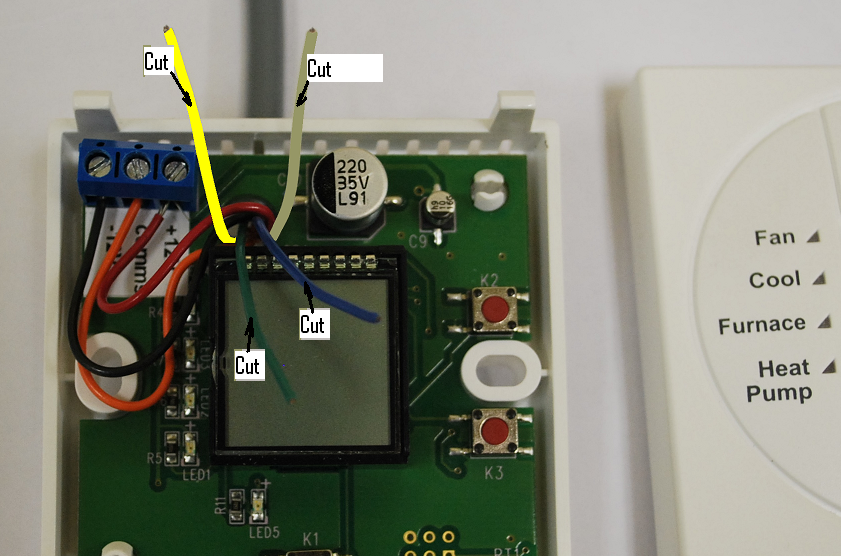 Cut
Cut
220
35V
L91
C9
-12
+12
K2
Fan
Cool
Furnace
Heat
Pump
Cut
Cut
R5
LED1
K3
R11
LED5
K1